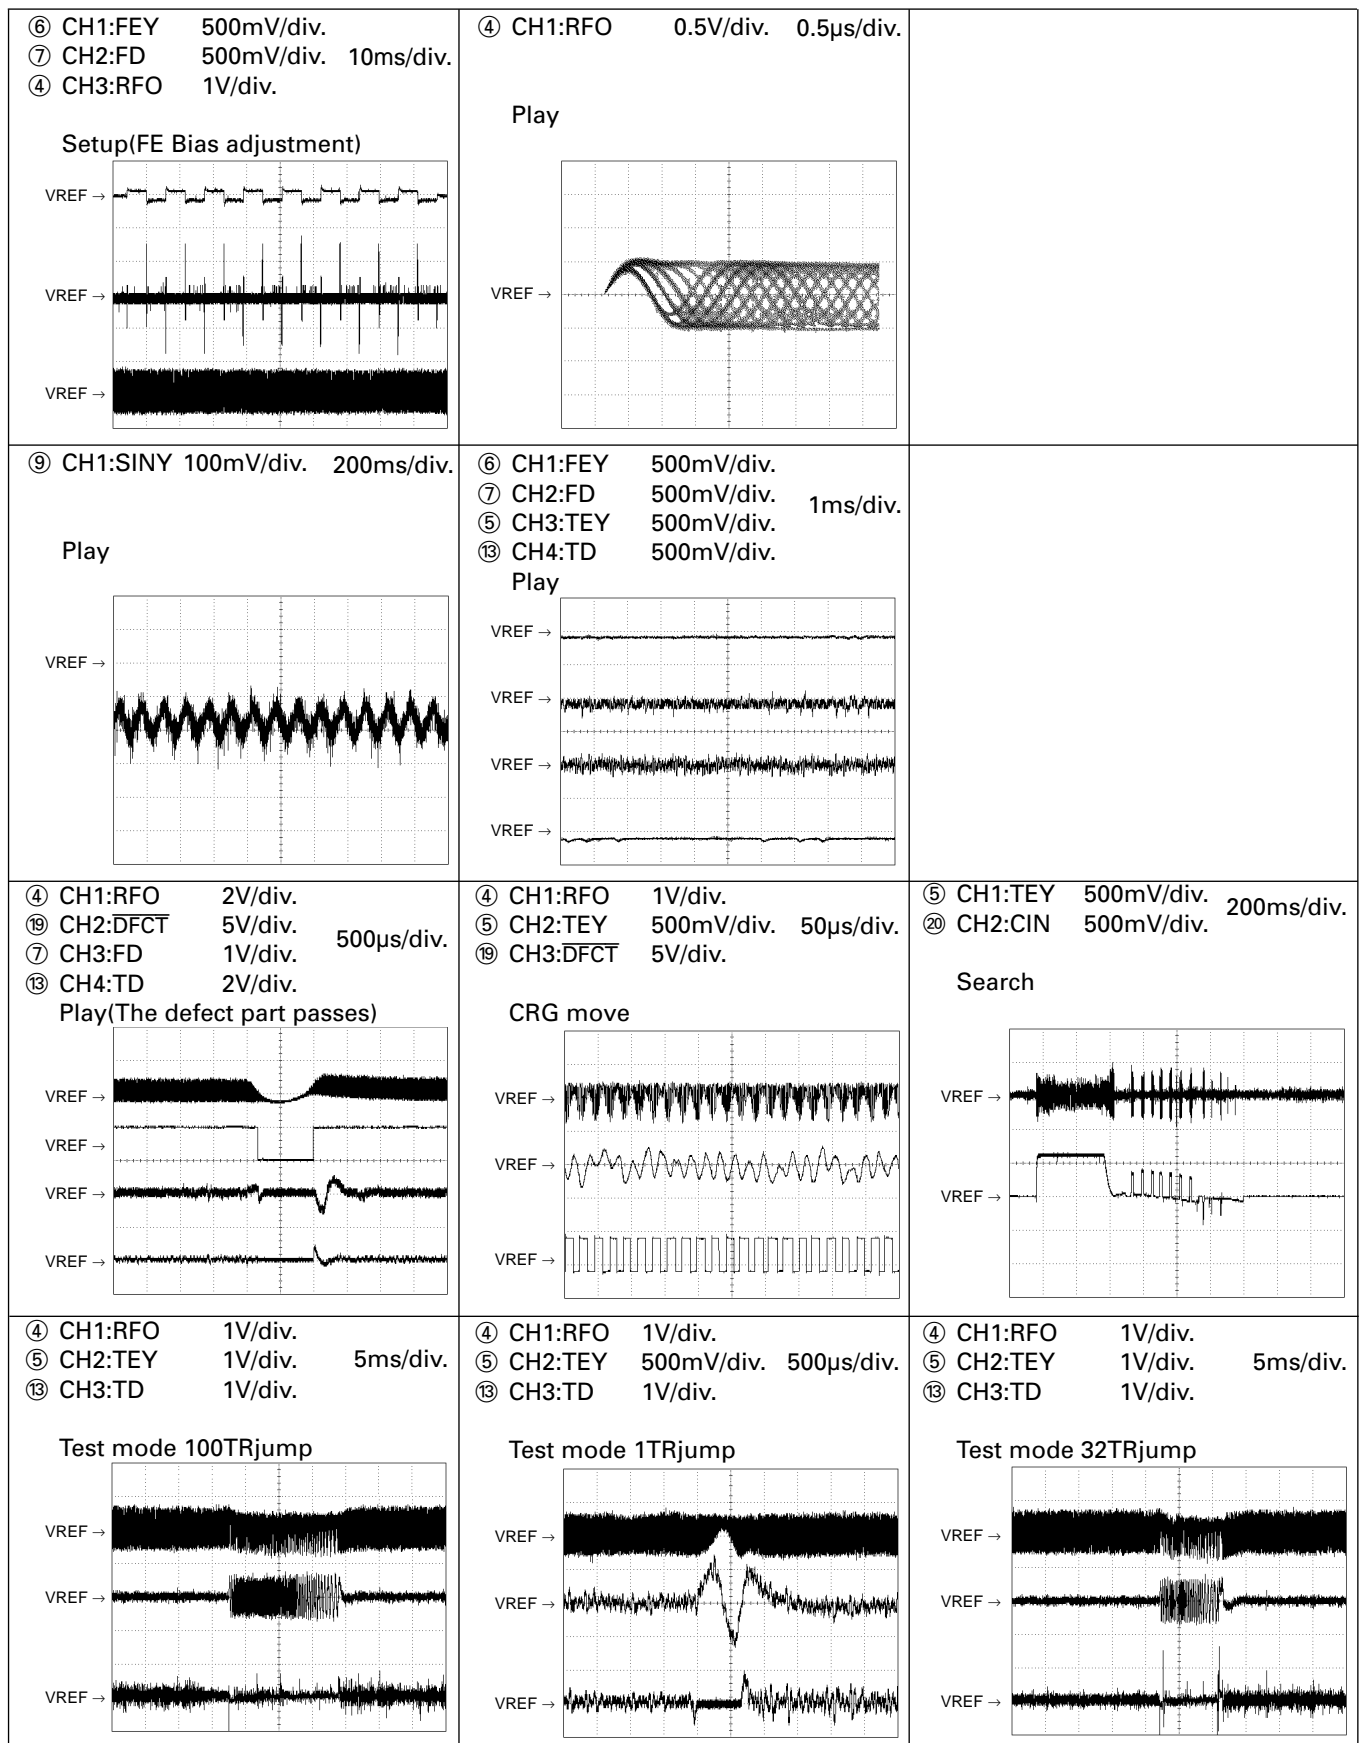 ⑥ CH1:FEY 500mV/div.
⑦ CH2:FD 500mV/div. 10ms/div.
④ CH3:RFO 1V/div.
Setup(FE Bias adjustment)
VREF →
VREF →
VREF →
④ CH1:RFO 0.5V/div. 0.5µs/div.
Play
VREF →
⑨ CH1:SINY 100mV/div. 200ms/div.
Play
VREF →
⑥ CH1:FEY 500mV/div.
⑦ CH2:FD 500mV/div.
1ms/div.
⑤ CH3:TEY 500mV/div.
⑬ CH4:TD 500mV/div.
Play
VREF →
VREF →
VREF →
VREF →
④ CH1:RFO 2V/div.
⑲ CH2:D̅F̅C̅T̅ 5V/div.
500µs/div.
⑦ CH3:FD 1V/div.
⑬ CH4:TD 2V/div.
Play(The defect part passes)
VREF →
VREF →
VREF →
VREF →
④ CH1:RFO 1V/div.
⑤ CH2:TEY 500mV/div. 50µs/div.
⑲ CH3:D̅F̅C̅T̅ 5V/div.
CRG move
VREF →
VREF →
VREF →
⑤ CH1:TEY 500mV/div.
200ms/div.
⑳ CH2:CIN 500mV/div.
Search
VREF →
VREF →
④ CH1:RFO 1V/div.
⑤ CH2:TEY 1V/div. 5ms/div.
⑬ CH3:TD 1V/div.
Test mode 100TRjump
VREF →
VREF →
VREF →
④ CH1:RFO 1V/div.
⑤ CH2:TEY 500mV/div. 500µs/div.
⑬ CH3:TD 1V/div.
Test mode 1TRjump
VREF →
VREF →
VREF →
④ CH1:RFO 1V/div.
⑤ CH2:TEY 1V/div. 5ms/div.
⑬ CH3:TD 1V/div.
Test mode 32TRjump
VREF →
VREF →
VREF →